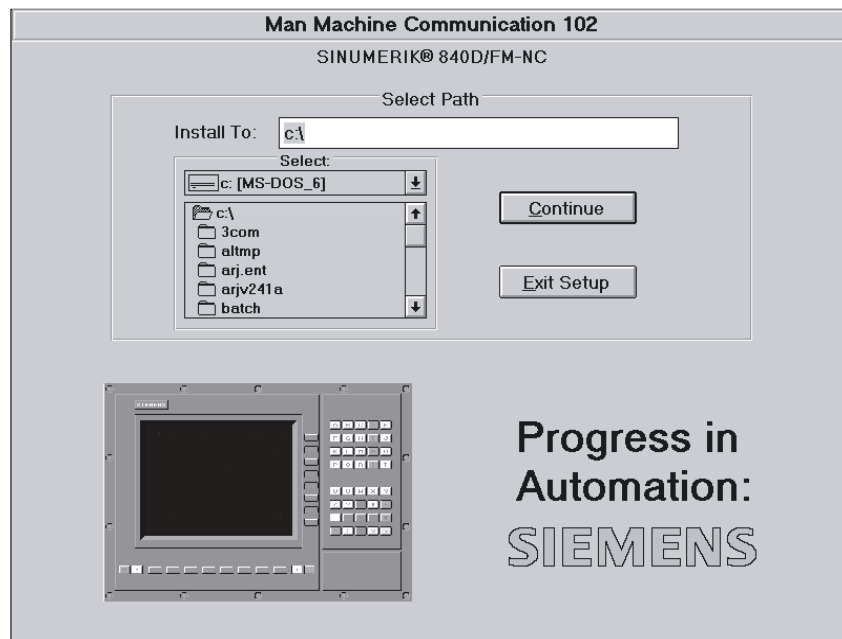 Man Machine Communication 102
SINUMERIK® 840D/FM-NC
Select Path
Install To: c:\
Select:
c: [MS-DOS_6]
c:\
3com
altmp
arj.ent
arjv241a
batch
Continue
Exit Setup
SIEMENS
Progress in
Automation:
SIEMENS